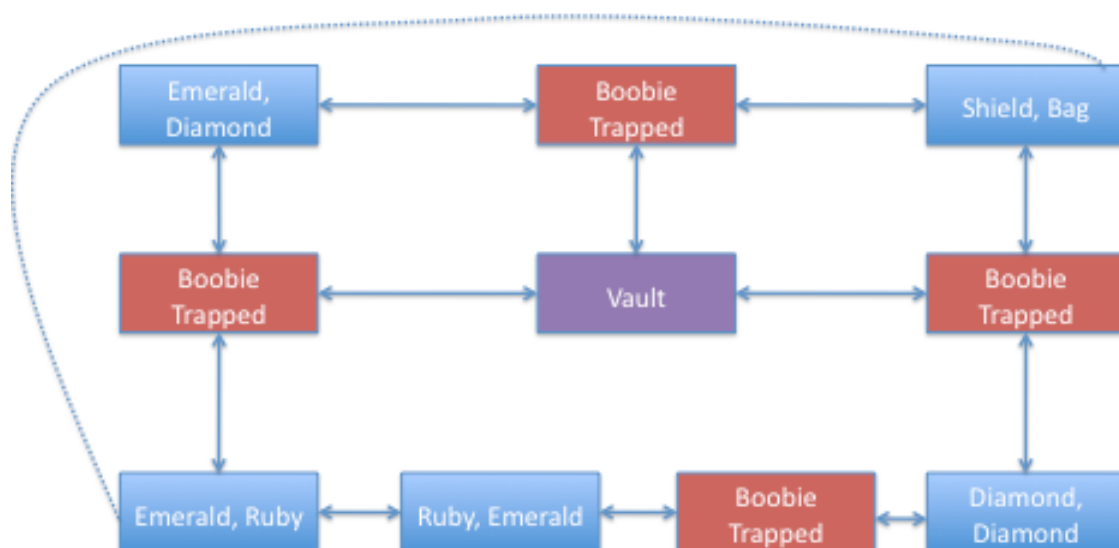 Emerald,
Diamond
Boobie
Trapped
Shield, Bag
Boobie
Trapped
Vault
Boobie
Trapped
Emerald, Ruby
Ruby, Emerald
Boobie
Trapped
Diamond,
Diamond